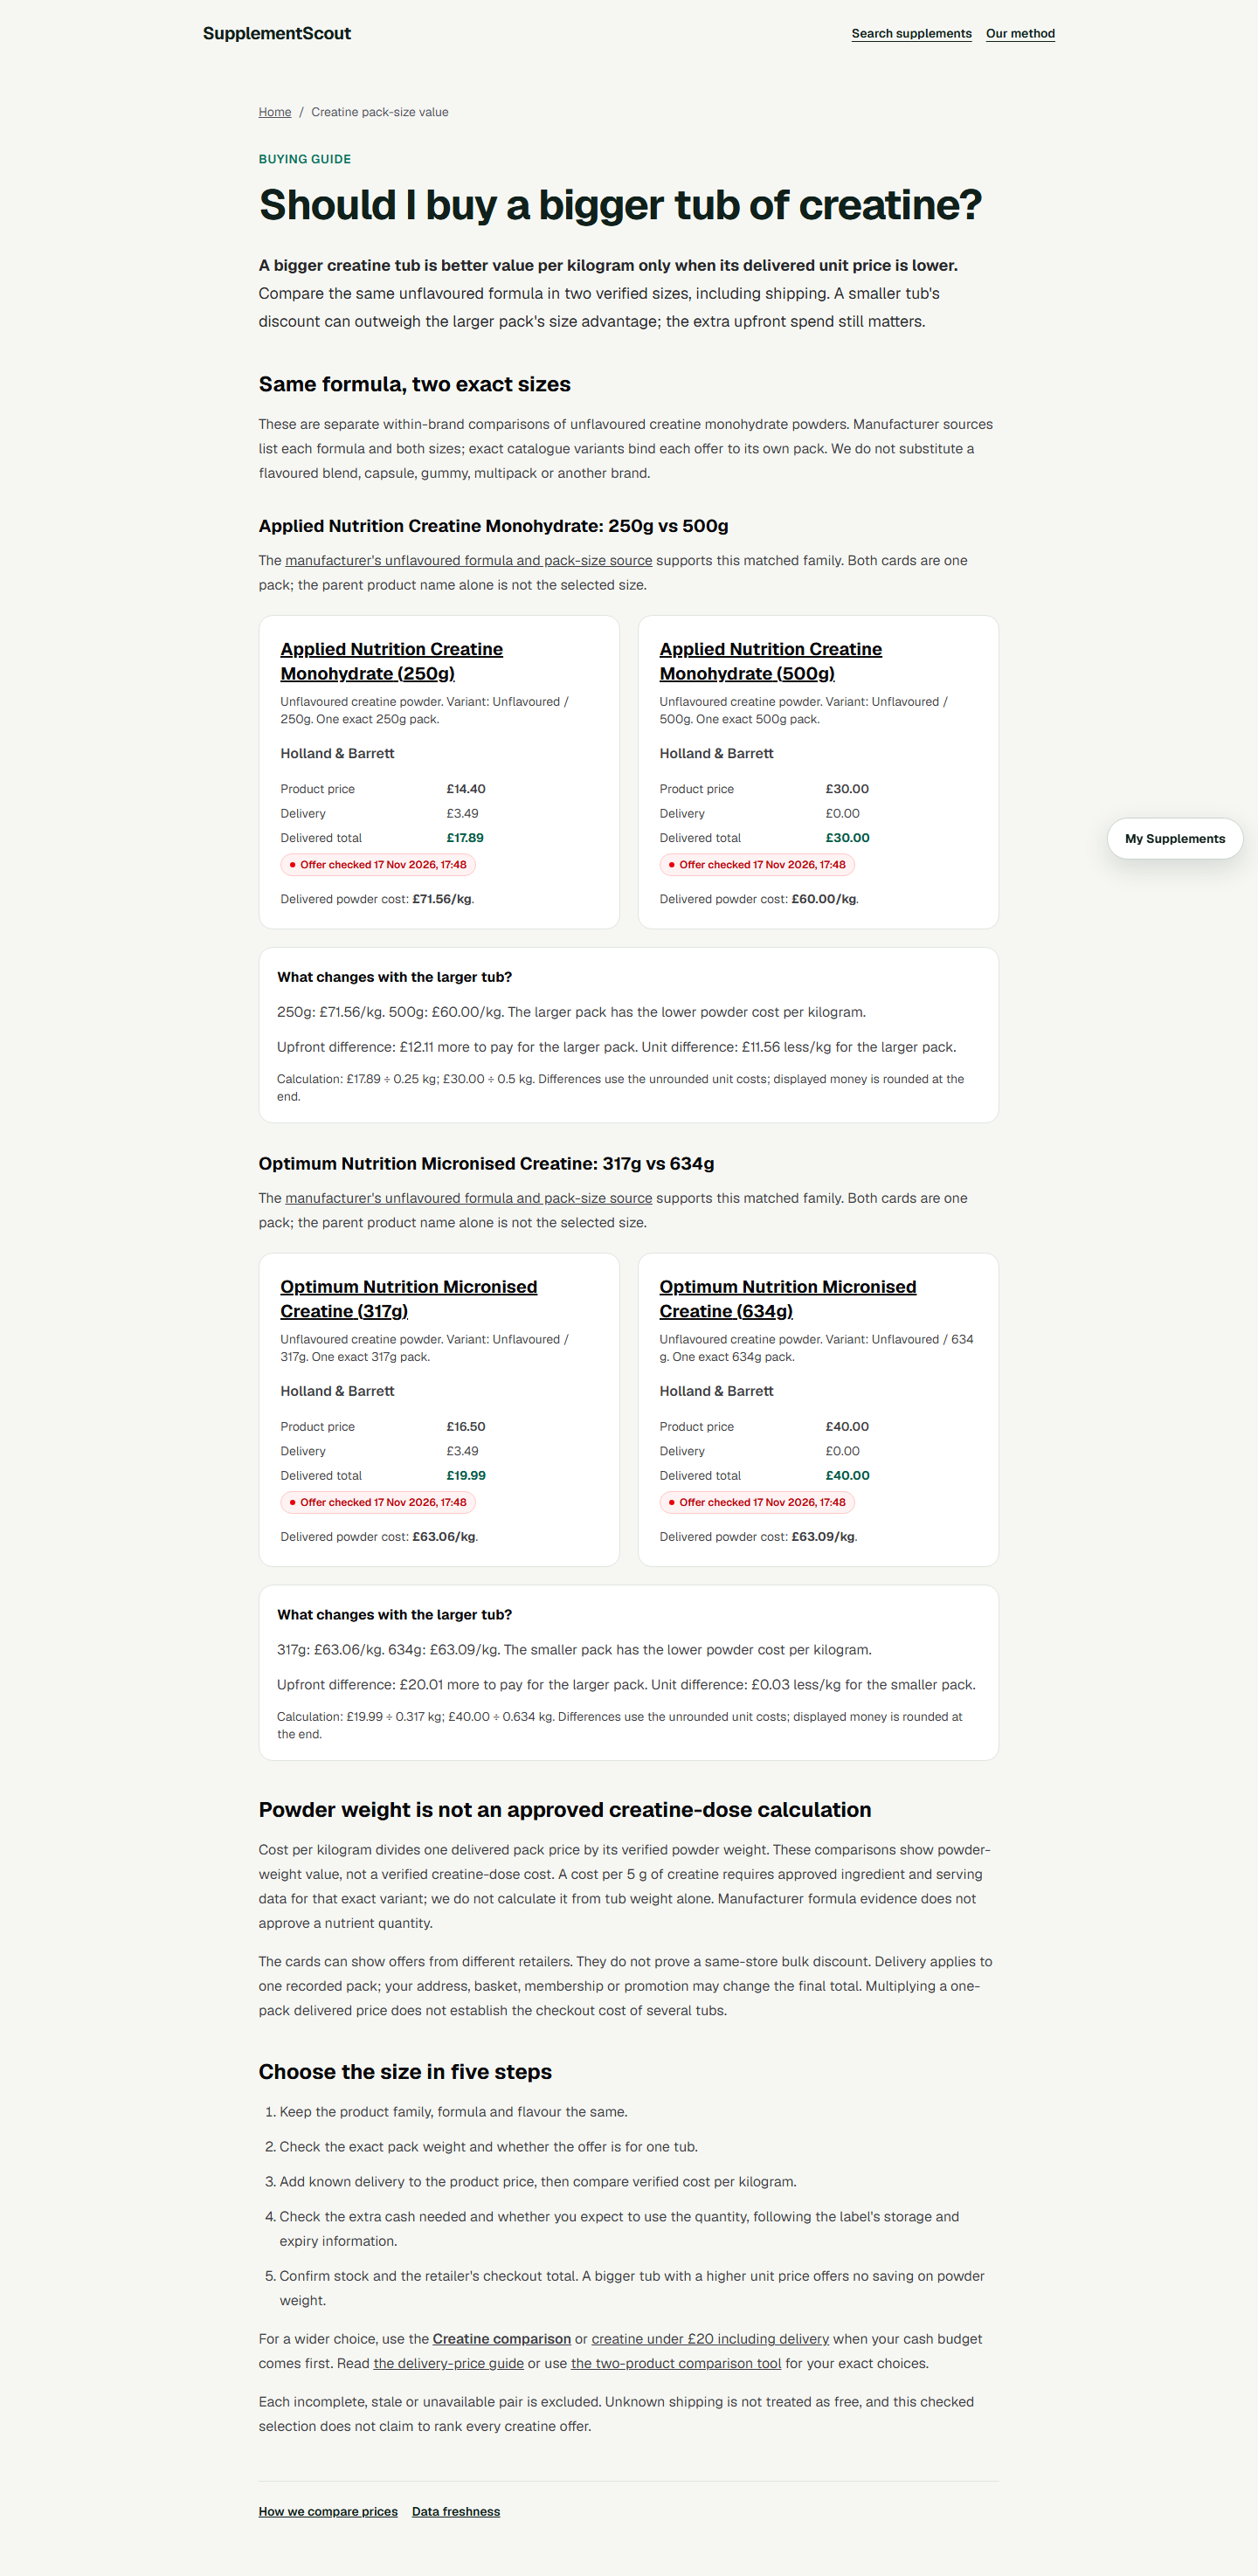 SupplementScout
Search supplements Our method
Home / Creatine pack-size value
BUYING GUIDE
Should I buy a bigger tub of creatine?
A bigger creatine tub is better value per kilogram only when its delivered unit price is lower.
Compare the same unflavoured formula in two verified sizes, including shipping. A smaller tub's
discount can outweigh the larger pack's size advantage; the extra upfront spend still matters.
Same formula, two exact sizes
These are separate within-brand comparisons of unflavoured creatine monohydrate powders. Manufacturer sources
list each formula and both sizes; exact catalogue variants bind each offer to its own pack. We do not substitute a
flavoured blend, capsule, gummy, multipack or another brand.
Applied Nutrition Creatine Monohydrate: 250g vs 500g
The manufacturer's unflavoured formula and pack-size source supports this matched family. Both cards are one
pack; the parent product name alone is not the selected size.
Applied Nutrition Creatine
Monohydrate (250g)
Unflavoured creatine powder. Variant: Unflavoured /
250g. One exact 250g pack.
Holland & Barrett
Product price £14.40
Delivery £3.49
Delivered total £17.89
Offer checked 17 Nov 2026, 17:48
Delivered powder cost: £71.56/kg.
Applied Nutrition Creatine
Monohydrate (500g)
Unflavoured creatine powder. Variant: Unflavoured /
500g. One exact 500g pack.
Holland & Barrett
Product price £30.00
Delivery £0.00
Delivered total £30.00
Offer checked 17 Nov 2026, 17:48
Delivered powder cost: £60.00/kg.
My Supplements
What changes with the larger tub?
250g: £71.56/kg. 500g: £60.00/kg. The larger pack has the lower powder cost per kilogram.
Upfront difference: £12.11 more to pay for the larger pack. Unit difference: £11.56 less/kg for the larger pack.
Calculation: £17.89 ÷ 0.25 kg; £30.00 ÷ 0.5 kg. Differences use the unrounded unit costs; displayed money is rounded at the
end.
Optimum Nutrition Micronised Creatine: 317g vs 634g
The manufacturer's unflavoured formula and pack-size source supports this matched family. Both cards are one
pack; the parent product name alone is not the selected size.
Optimum Nutrition Micronised
Creatine (317g)
Unflavoured creatine powder. Variant: Unflavoured /
317g. One exact 317g pack.
Holland & Barrett
Product price £16.50
Delivery £3.49
Delivered total £19.99
Offer checked 17 Nov 2026, 17:48
Delivered powder cost: £63.06/kg.
Optimum Nutrition Micronised
Creatine (634g)
Unflavoured creatine powder. Variant: Unflavoured / 634
g. One exact 634g pack.
Holland & Barrett
Product price £40.00
Delivery £0.00
Delivered total £40.00
Offer checked 17 Nov 2026, 17:48
Delivered powder cost: £63.09/kg.
What changes with the larger tub?
317g: £63.06/kg. 634g: £63.09/kg. The smaller pack has the lower powder cost per kilogram.
Upfront difference: £20.01 more to pay for the larger pack. Unit difference: £0.03 less/kg for the smaller pack.
Calculation: £19.99 ÷ 0.317 kg; £40.00 ÷ 0.634 kg. Differences use the unrounded unit costs; displayed money is rounded at
the end.
Powder weight is not an approved creatine-dose calculation
Cost per kilogram divides one delivered pack price by its verified powder weight. These comparisons show powder-
weight value, not a verified creatine-dose cost. A cost per 5 g of creatine requires approved ingredient and serving
data for that exact variant; we do not calculate it from tub weight alone. Manufacturer formula evidence does not
approve a nutrient quantity.
The cards can show offers from different retailers. They do not prove a same-store bulk discount. Delivery applies to
one recorded pack; your address, basket, membership or promotion may change the final total. Multiplying a one-
pack delivered price does not establish the checkout cost of several tubs.
Choose the size in five steps
1. Keep the product family, formula and flavour the same.
2. Check the exact pack weight and whether the offer is for one tub.
3. Add known delivery to the product price, then compare verified cost per kilogram.
4. Check the extra cash needed and whether you expect to use the quantity, following the label's storage and
expiry information.
5. Confirm stock and the retailer's checkout total. A bigger tub with a higher unit price offers no saving on powder
weight.
For a wider choice, use the Creatine comparison or creatine under £20 including delivery when your cash budget
comes first. Read the delivery-price guide or use the two-product comparison tool for your exact choices.
Each incomplete, stale or unavailable pair is excluded. Unknown shipping is not treated as free, and this checked
selection does not claim to rank every creatine offer.
How we compare prices Data freshness